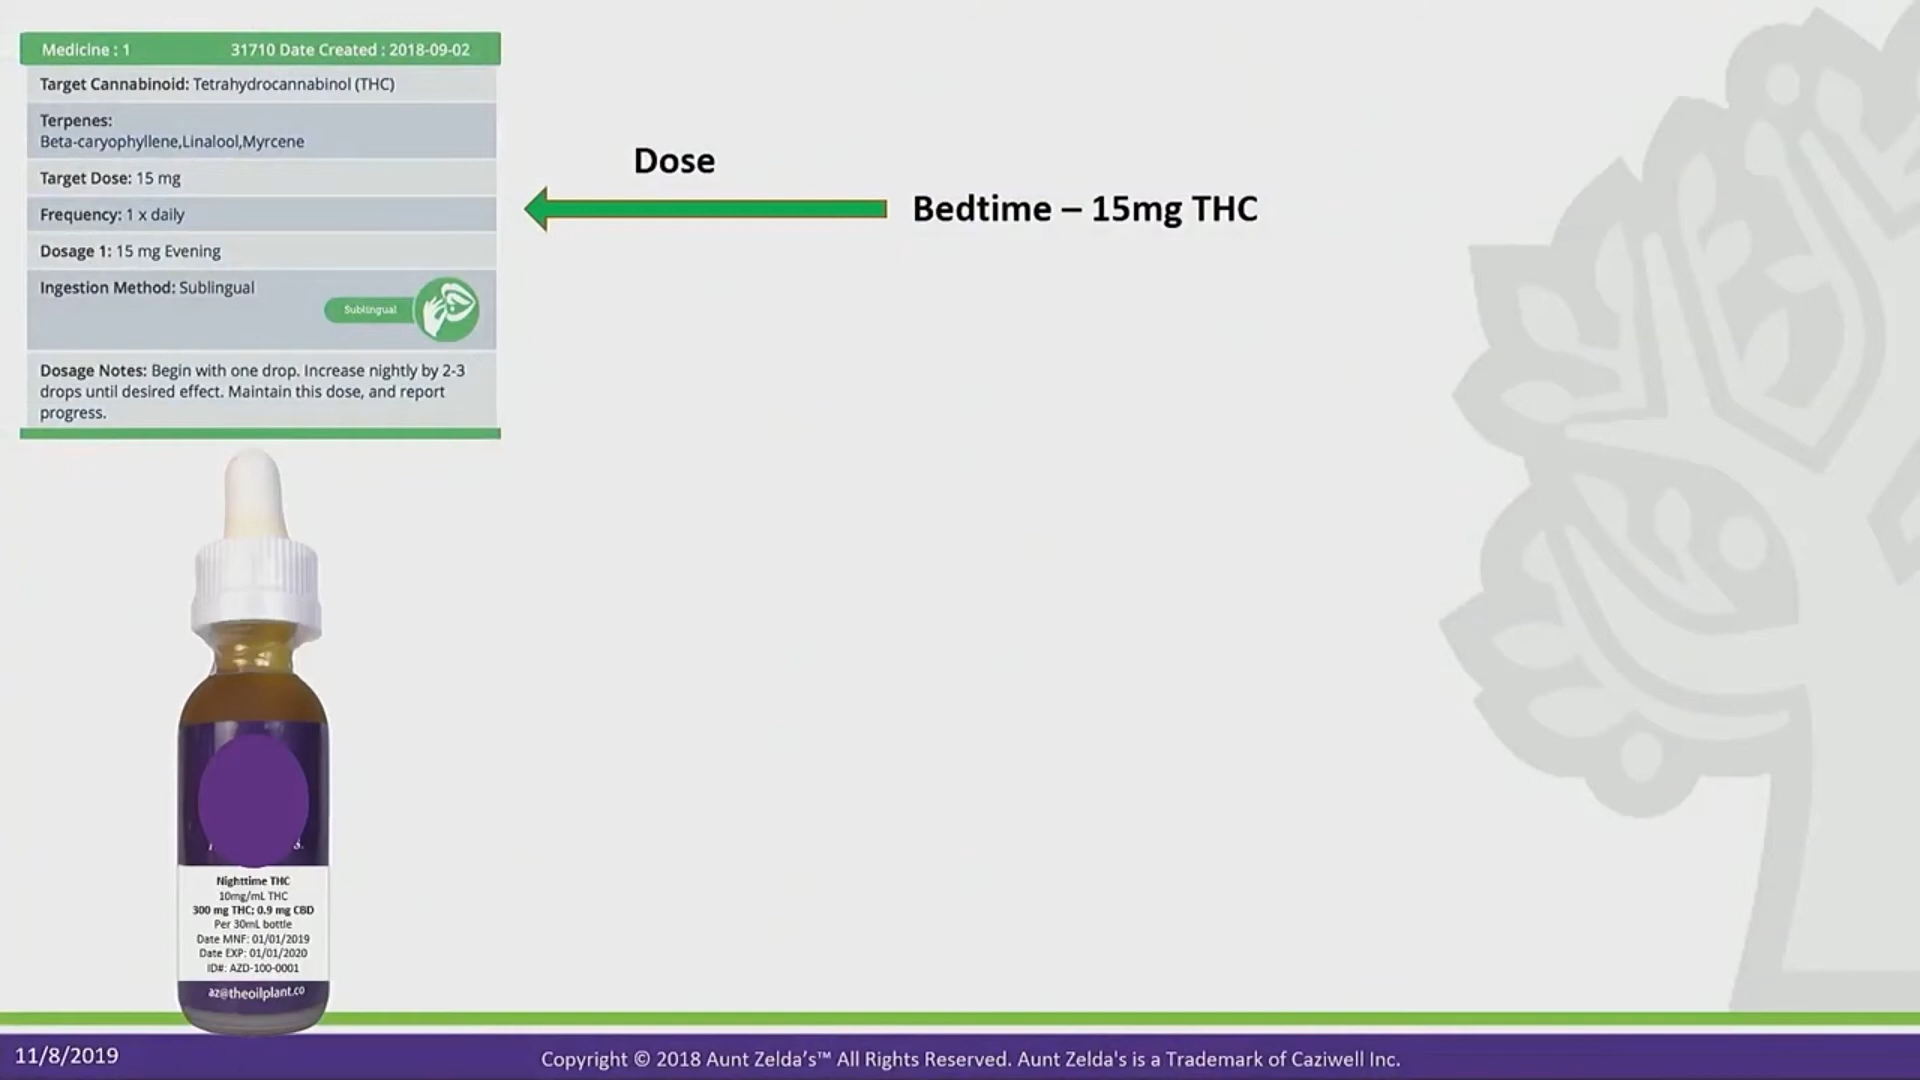 Medicine : 1 31710 Date Created : 2018-09-02
Target Cannabinoid: Tetrahydrocannabinol (THC)
Terpenes:
Beta-caryophyllene,Linalool,Myrcene
Target Dose: 15 mg
Frequency: 1 x daily
Dosage 1: 15 mg Evening
Ingestion Method: Sublingual
Sublingual
Dosage Notes: Begin with one drop. Increase nightly by 2-3
drops until desired effect. Maintain this dose, and report
progress.
Dose
Bedtime – 15mg THC
Nighttime THC
10mg/mL THC
300 mg THC; 0.9 mg CBD
Per 30mL bottle
Date MNF: 01/01/2019
Date EXP: 01/01/2020
ID#: AZD-100-0001
az@theoilplant.co
11/8/2019
Copyright © 2018 Aunt Zelda’s™ All Rights Reserved. Aunt Zelda's is a Trademark of Caziwell Inc.